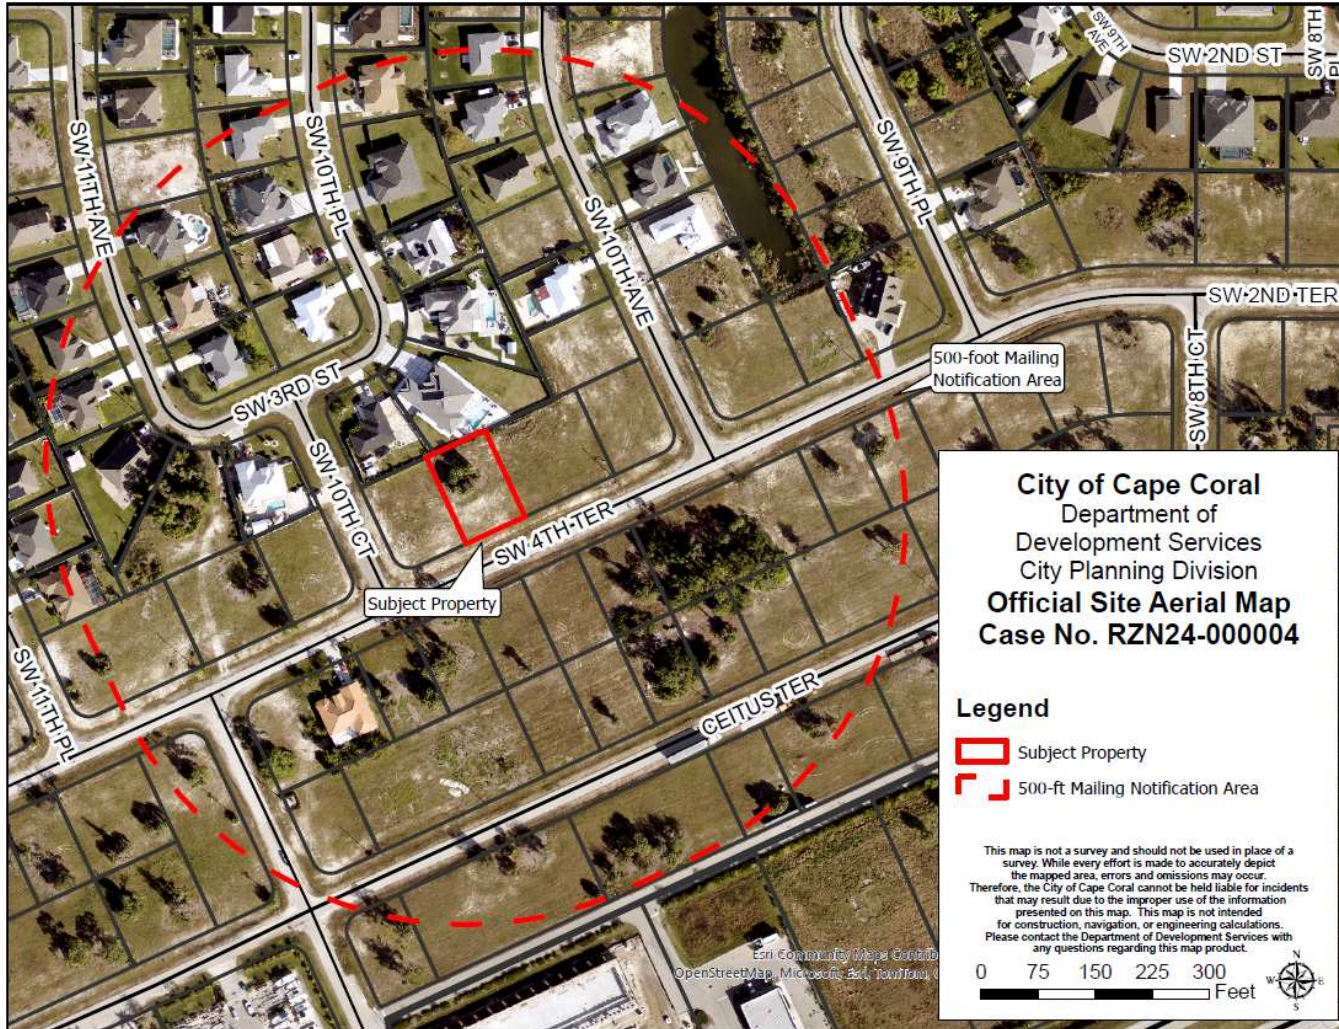 SW 9TH
AVE
SW 2ND ST
SW 8TH
PL
SW 11TH AVE
SW 10TH PL
SW 10TH AVE
SW 9TH PL
SW 2ND TER
SW 8TH CT
500-foot Mailing
Notification Area
SW 3RD ST
SW 10TH CT
SW 4TH TER
Subject Property
SW 11TH PL
CEITUS TER
City of Cape Coral
Department of
Development Services
City Planning Division
Official Site Aerial Map
Case No. RZN24-000004
Legend
Subject Property
500-ft Mailing Notification Area
This map is not a survey and should not be used in place of a
survey. While every effort is made to accurately depict
the mapped area, errors and omissions may occur.
Therefore, the City of Cape Coral cannot be held liable for incidents
that may result due to the improper use of the information
presented on this map. This map is not intended
for construction, navigation, or engineering calculations.
Please contact the Department of Development Services with
any questions regarding this map product.
0 75 150 225 300
Feet
N
W E
S
Esri Community Maps Contrib
OpenStreetMap, Microsoft, Esri, TomTom,